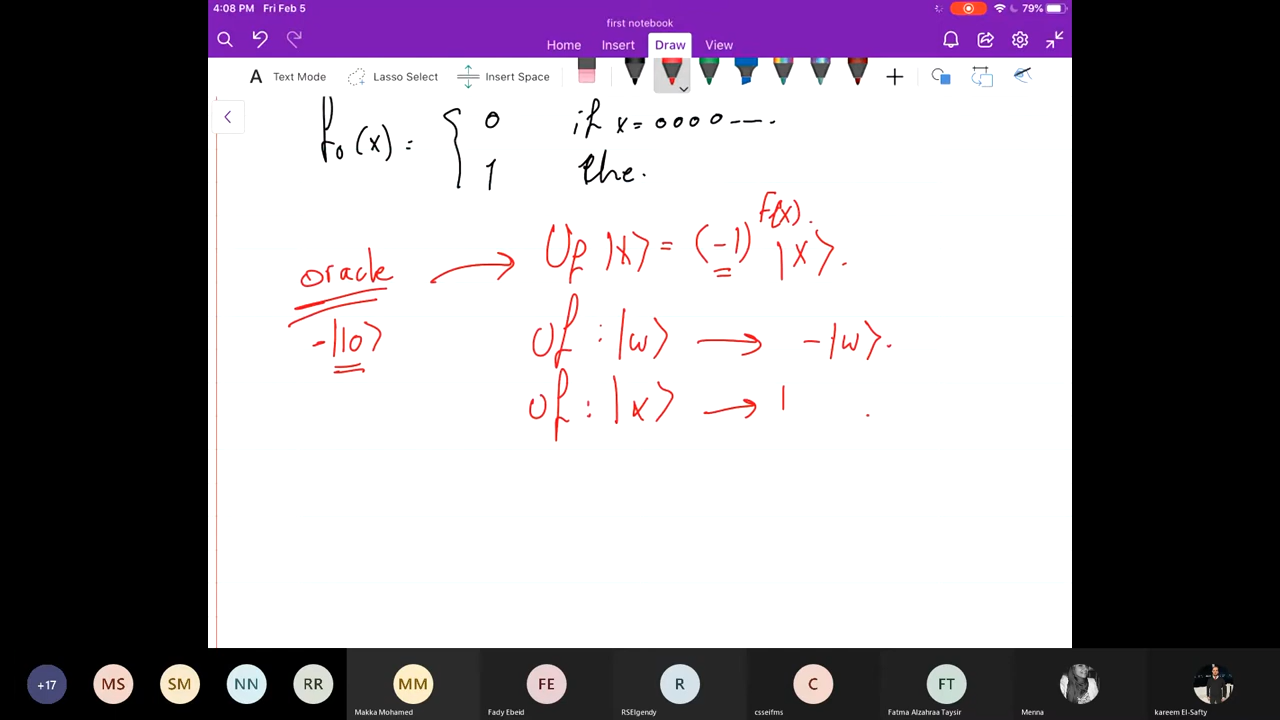 4:08 PM Fri Feb 5
79%
first notebook
Home Insert Draw View
Text Mode Lasso Select Insert Space
f₀(x) = { 0 if x = 0000 ---.
1 the.
oracle → Uf |x⟩ = (-1)^f(x). |x⟩.
-|10⟩
Uf : |w⟩ → -|w⟩.
Uf : |x⟩ → | .
+17 MS SM NN RR MM FE R C FT
Makka Mohamed Fady Ebeid RSElgendy csseifms Fatma Alzahraa Taysir Menna kareem El-Safty